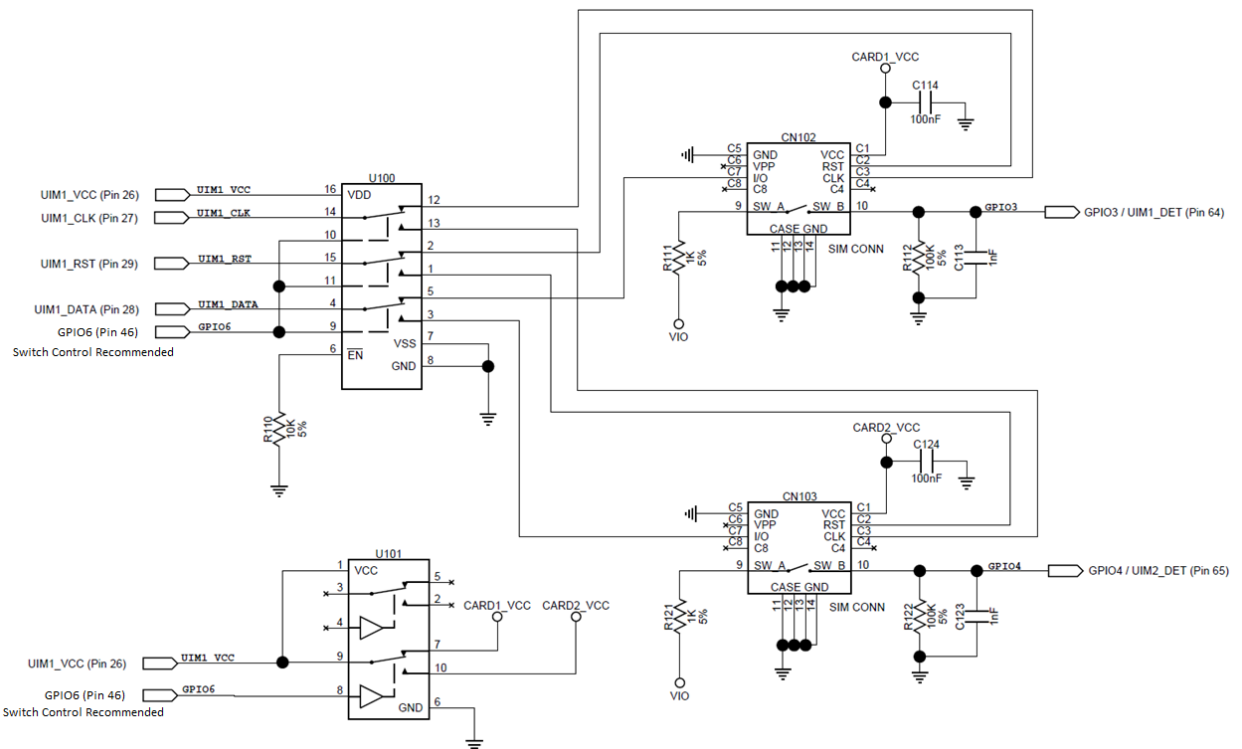 CARD1_VCC
C114
100nF
CN102
C5 GND VCC C1
C6 VPP RST C2
C7 I/O CLK C3
C8 C8 C4 C4
9 SW_A SW_B 10
GPIO3
GPIO3 / UIM1_DET (Pin 64)
CASE GND
11 12 13 14
SIM CONN
R111
1K
5%
VIO
R112
100K
5%
C113
1nF
U100
UIM1_VCC (Pin 26) UIM1_VCC 16 VDD
12
UIM1_CLK (Pin 27) UIM1_CLK 14
13
10
2
UIM1_RST (Pin 29) UIM1_RST 15
1
11
5
UIM1_DATA (Pin 28) UIM1_DATA 4
3
GPIO6 (Pin 46) GPIO6 9
VSS 7
Switch Control Recommended
6 EN
GND 8
R110
10K
5%
CARD2_VCC
C124
100nF
CN103
C5 GND VCC C1
C6 VPP RST C2
C7 I/O CLK C3
C8 C8 C4 C4
9 SW_A SW_B 10
GPIO4
GPIO4 / UIM2_DET (Pin 65)
CASE GND
11 12 13 14
SIM CONN
R121
1K
5%
VIO
R122
100K
5%
C123
1nF
U101
1 VCC
5
3
2
4
CARD1_VCC
CARD2_VCC
7
UIM1_VCC (Pin 26) UIM1 VCC 9
10
GPIO6 (Pin 46) GPIO6 8
GND 6
Switch Control Recommended